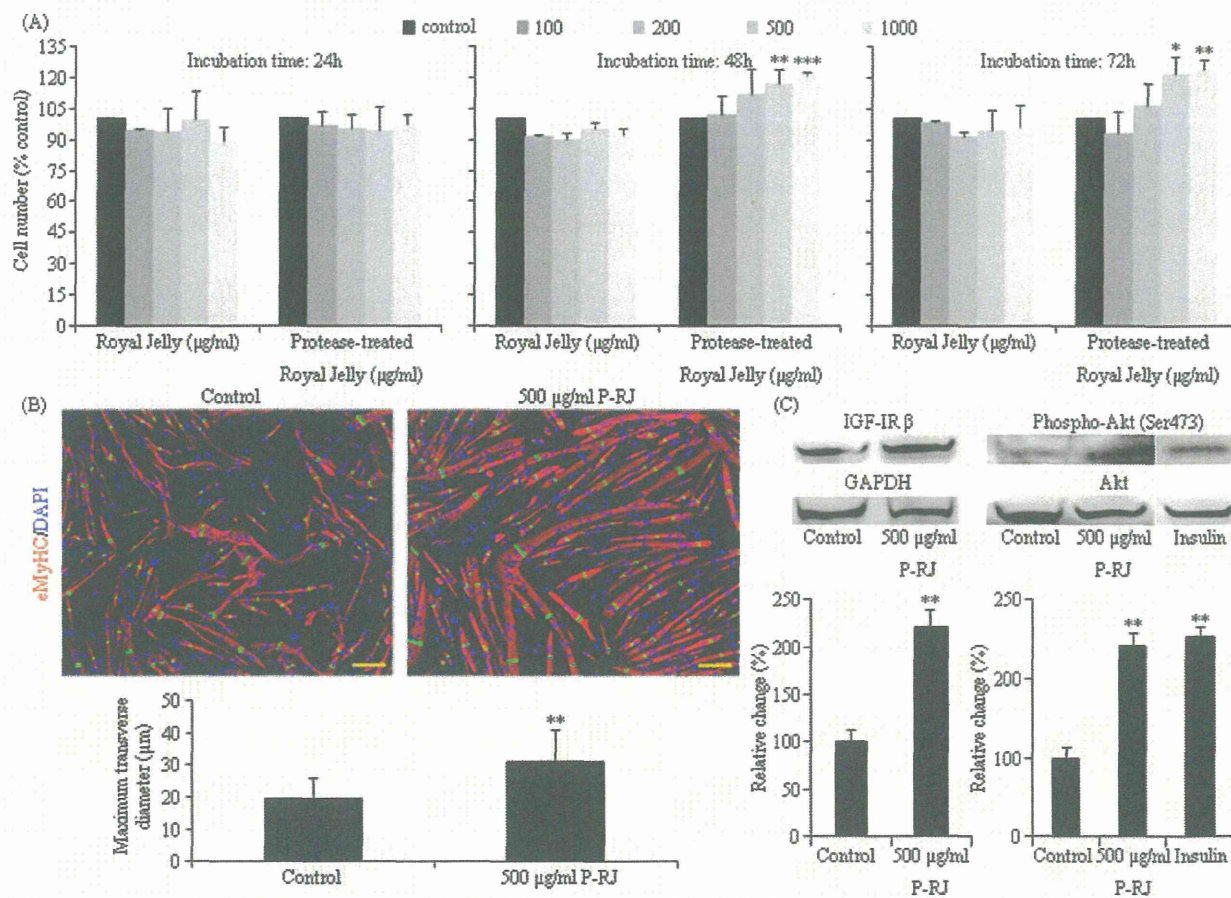 (A)
control 100 200 500 1000
135
120
105
90
75
60
45
30
15
0
Cell number (% control)
Incubation time: 24h
Incubation time: 48h
Incubation time: 72h
** ***
* **
Royal Jelly (µg/ml) Protease-treated
Royal Jelly (µg/ml)
Royal Jelly (µg/ml) Protease-treated
Royal Jelly (µg/ml)
Royal Jelly (µg/ml) Protease-treated
Royal Jelly (µg/ml)
(B)
Control 500 µg/ml P-RJ
eMyHC/DAPI
Maximum transverse
diameter (µm)
50
40
30
20
10
0
**
Control 500 µg/ml P-RJ
(C)
IGF-IR β Phospho-Akt (Ser473)
GAPDH Akt
Control 500 µg/ml Control 500 µg/ml Insulin
P-RJ P-RJ
Relative change (%)
250
200
150
100
50
0
**
Control 500 µg/ml
P-RJ
Relative change (%)
250
200
100
50
0
** **
Control 500 µg/ml Insulin
P-RJ